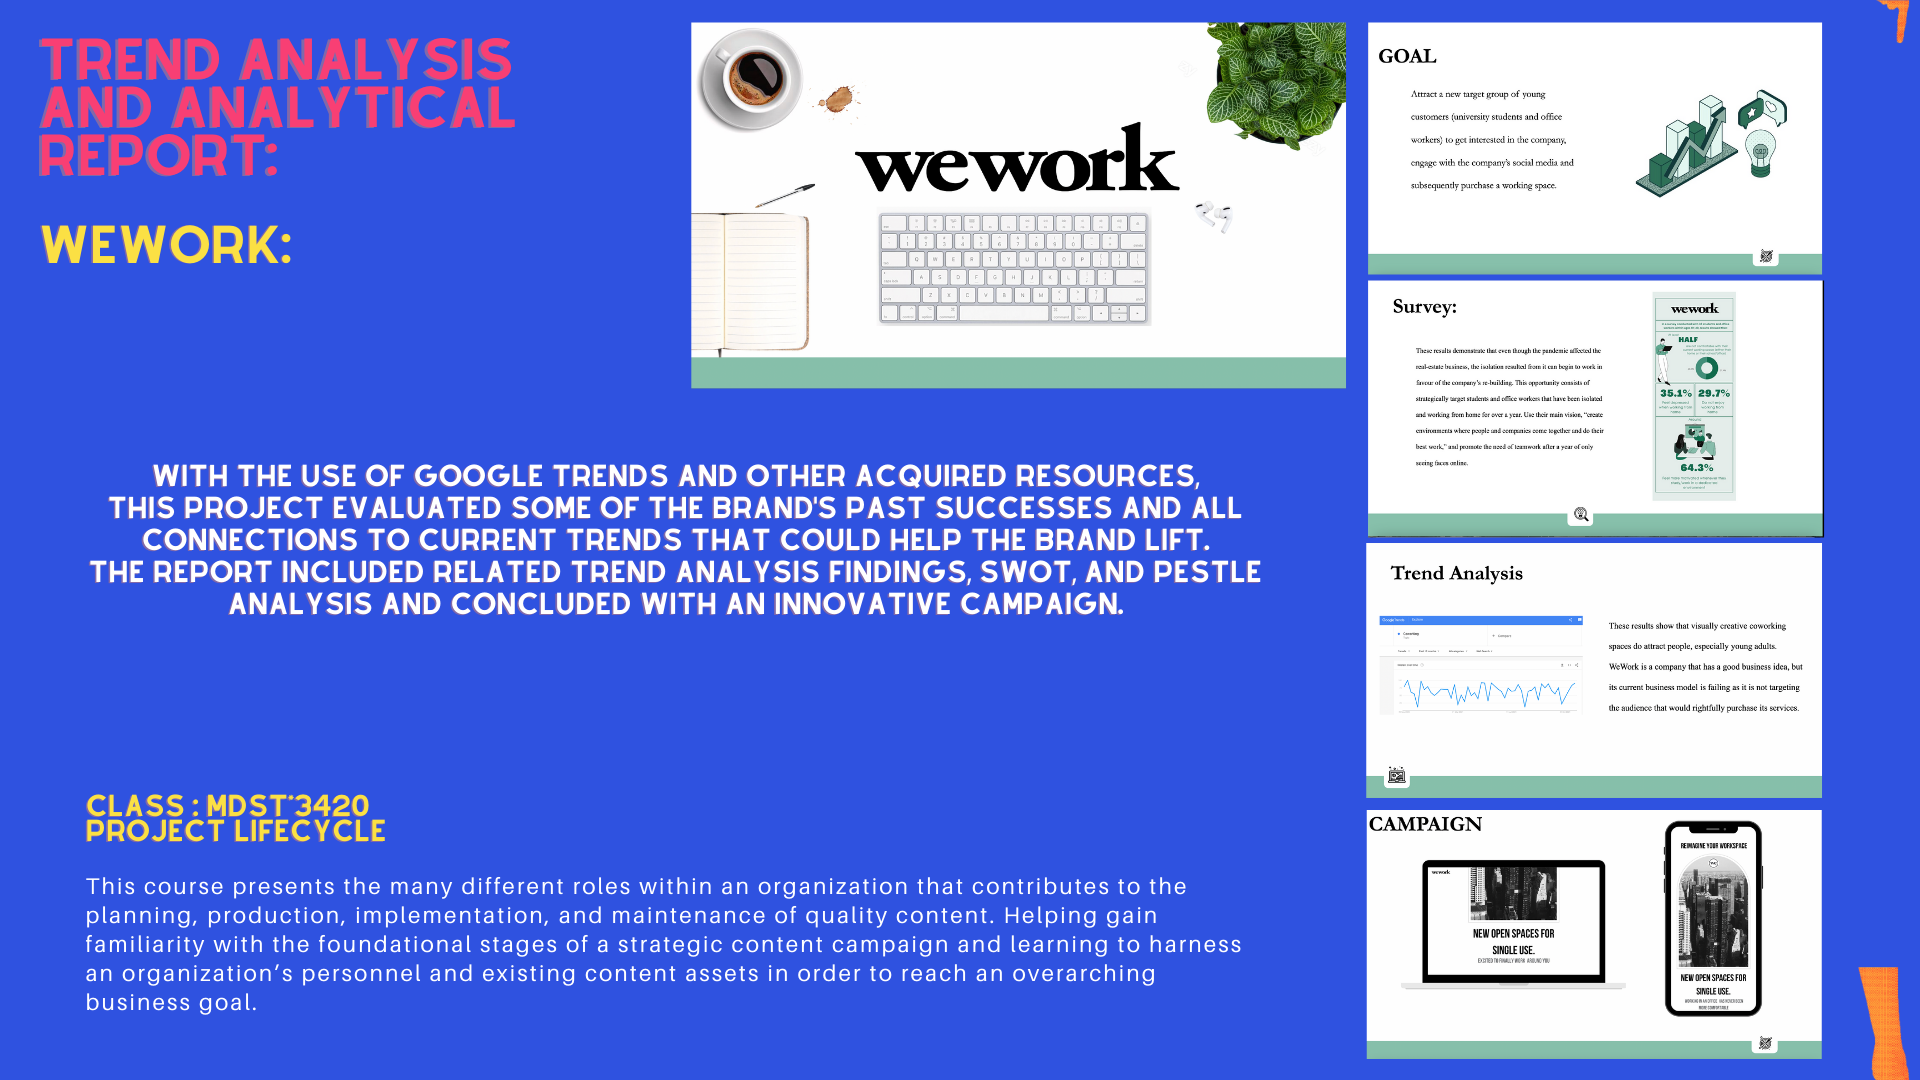 TREND ANALYSIS
AND ANALYTICAL
REPORT:
WEWORK:
wework
WITH THE USE OF GOOGLE TRENDS AND OTHER ACQUIRED RESOURCES,
THIS PROJECT EVALUATED SOME OF THE BRAND'S PAST SUCCESSES AND ALL
CONNECTIONS TO CURRENT TRENDS THAT COULD HELP THE BRAND LIFT.
THE REPORT INCLUDED RELATED TREND ANALYSIS FINDINGS, SWOT, AND PESTLE
ANALYSIS AND CONCLUDED WITH AN INNOVATIVE CAMPAIGN.
CLASS : MDST*3420
PROJECT LIFECYCLE
This course presents the many different roles within an organization that contributes to the
planning, production, implementation, and maintenance of quality content. Helping gain
familiarity with the foundational stages of a strategic content campaign and learning to harness
an organization's personnel and existing content assets in order to reach an overarching
business goal.
GOAL
Attract a new target group of young
customers (university students and office
workers) to get interested in the company,
engage with the company's social media and
subsequently purchase a working space.
Survey:
These results demonstrate that even though the pandemic affected the
real-estate business, the isolation resulted from it can begin to work in
favour of the company's re-building. This opportunity consists of
strategically target students and office workers that have been isolated
and working from home for over a year. Use their main vision, "create
environments where people and companies come together and do their
best work," and promote the need of teamwork after a year of only
seeing faces online.
wework
HALF
35.1% 29.7%
64.3%
Trend Analysis
These results show that visually creative coworking
spaces do attract people, especially young adults.
WeWork is a company that has a good business idea, but
its current business model is failing as it is not targeting
the audience that would rightfully purchase its services.
CAMPAIGN
wework
NEW OPEN SPACES FOR
SINGLE USE.
EXCITED TO FINALLY WORK AROUND YOU
REIMAGINE YOUR WORKSPACE
NEW OPEN SPACES FOR
SINGLE USE.